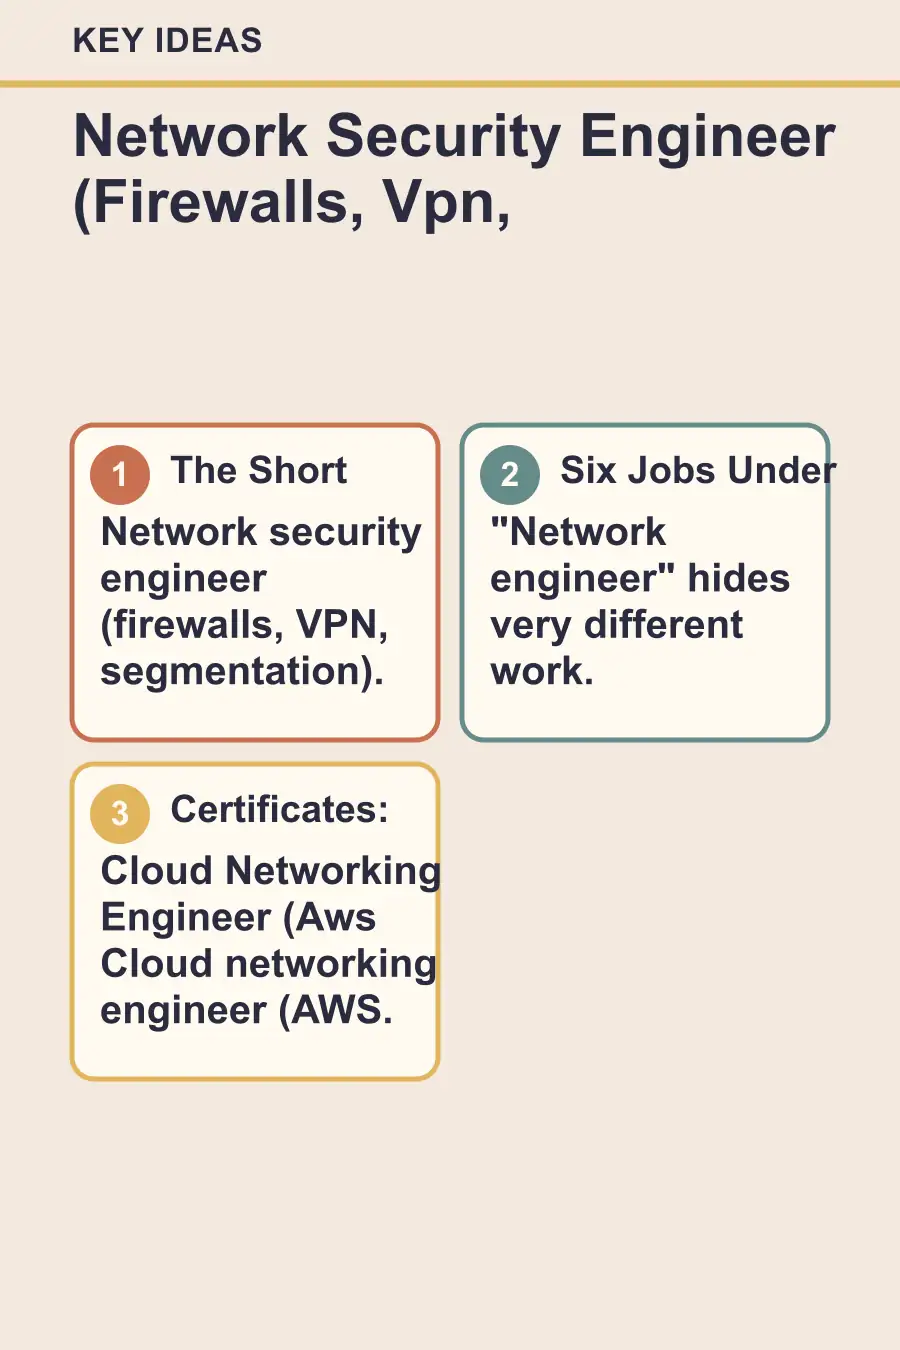 KEY IDEAS
Network Security Engineer
(Firewalls, Vpn,
1 The Short
Network security
engineer
(firewalls, VPN,
segmentation).
2 Six Jobs Under
"Network
engineer" hides
very different
work.
3 Certificates:
Cloud Networking
Engineer (Aws
Cloud networking
engineer (AWS.